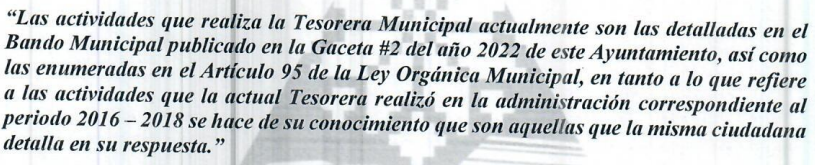 “Las actividades que realiza la Tesorera Municipal actualmente son las detalladas en el
Bando Municipal publicado en la Gaceta #2 del año 2022 de este Ayuntamiento, así como
las enumeradas en el Artículo 95 de la Ley Orgánica Municipal, en tanto a lo que refiere
a las actividades que la actual Tesorera realizó en la administración correspondiente al
periodo 2016 – 2018 se hace de su conocimiento que son aquellas que la misma ciudadana
detalla en su respuesta.”